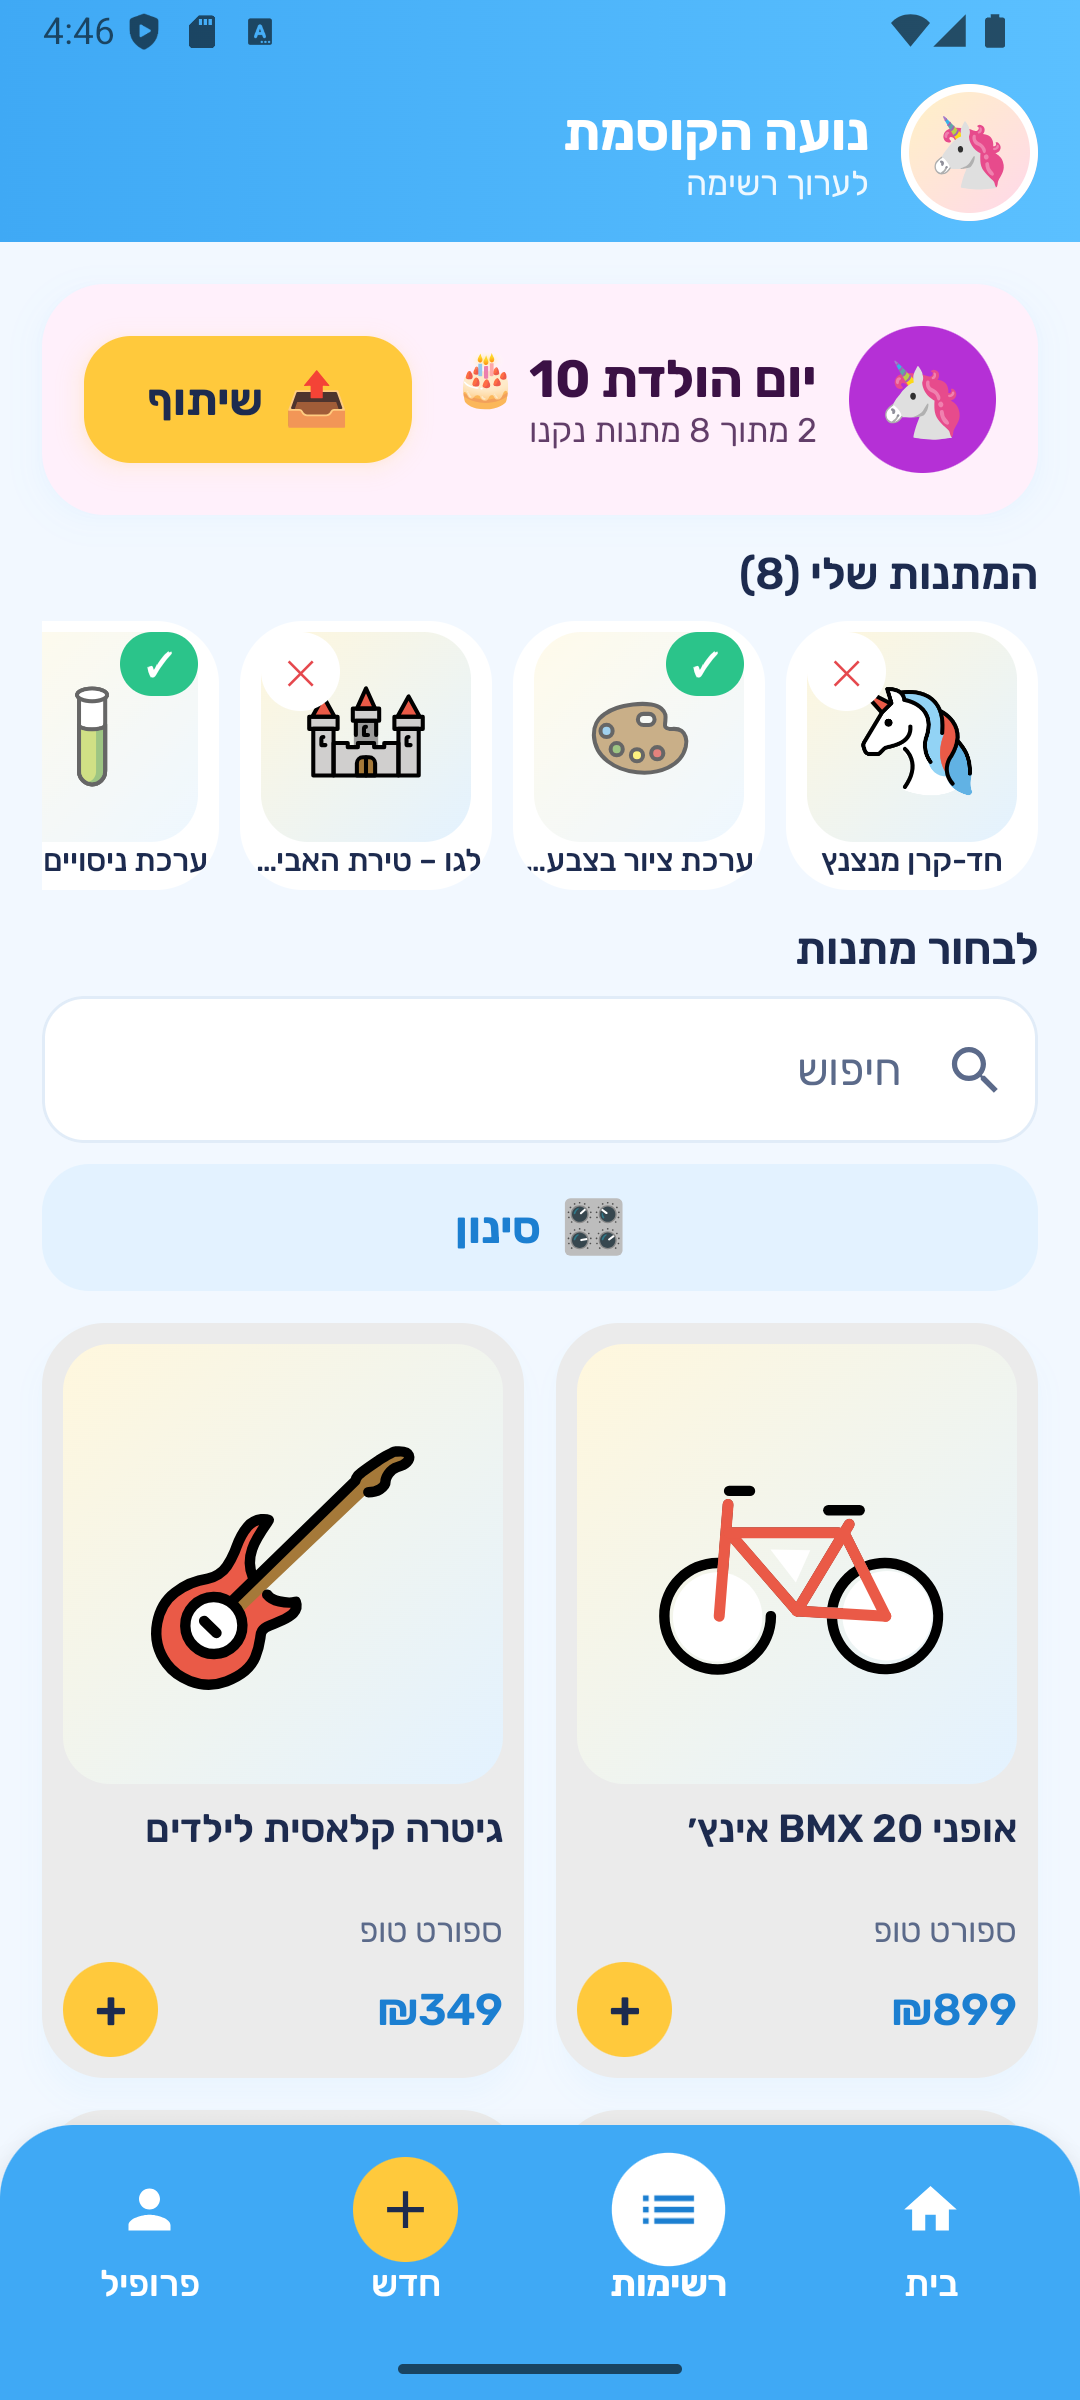 4:46
נועה הקוסמת
לערוך רשימה
יום הולדת 10 🎂
2 מתוך 8 מתנות נקנו
שיתוף
המתנות שלי (8)
חד-קרן מנצנץ
ערכת ציור בצבע...
לגו – טירת האבי...
ערכת ניסויים
לבחור מתנות
חיפוש
סינון
אופני BMX 20 אינץ׳
ספורט טופ
₪899
+
גיטרה קלאסית לילדים
ספורט טופ
₪349
+
בית
רשימות
חדש
פרופיל